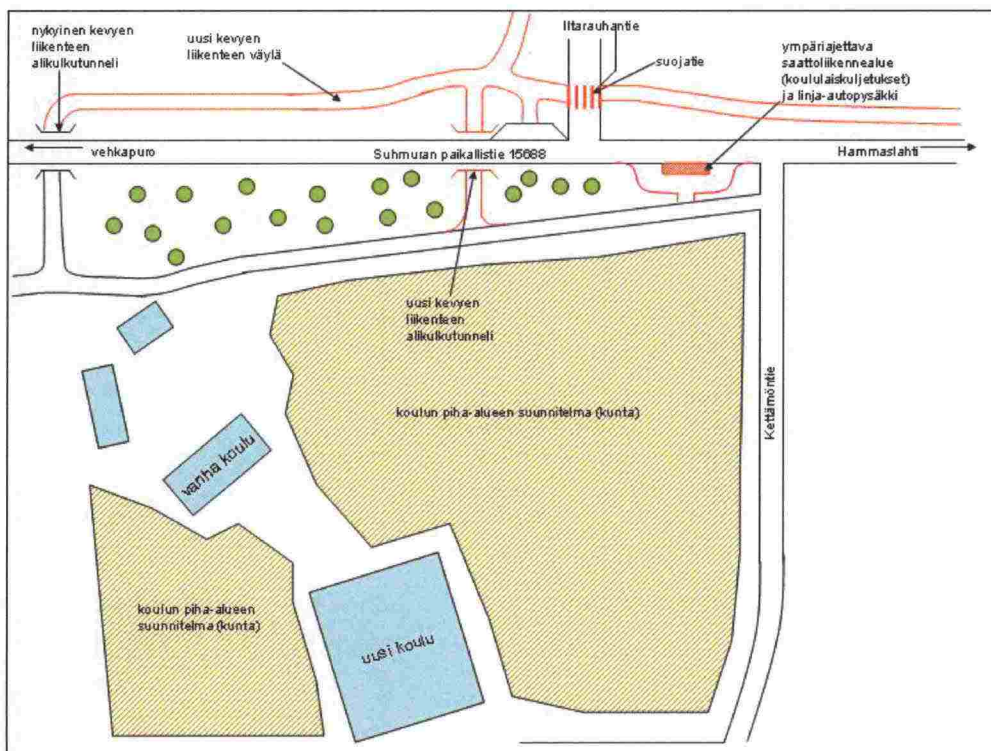 nykyinen kevyen
liikenteen
alikulkutunneli
uusi kevyen
liikenteen väylä
Iltarauhantie
suojatie
ympäriajettava
saattoliikennealue
(koululaiskuljetukset)
ja linja-autopysäkki
vehkapuro
Suhmuran paikallistie 15688
Hammaslahti
uusi kevyen
liikenteen
alikulkutunneli
koulun piha-alueen suunnitelma (kunta)
Kettämöntie
vanha koulu
koulun piha-alueen
suunnitelma (kunta)
uusi koulu